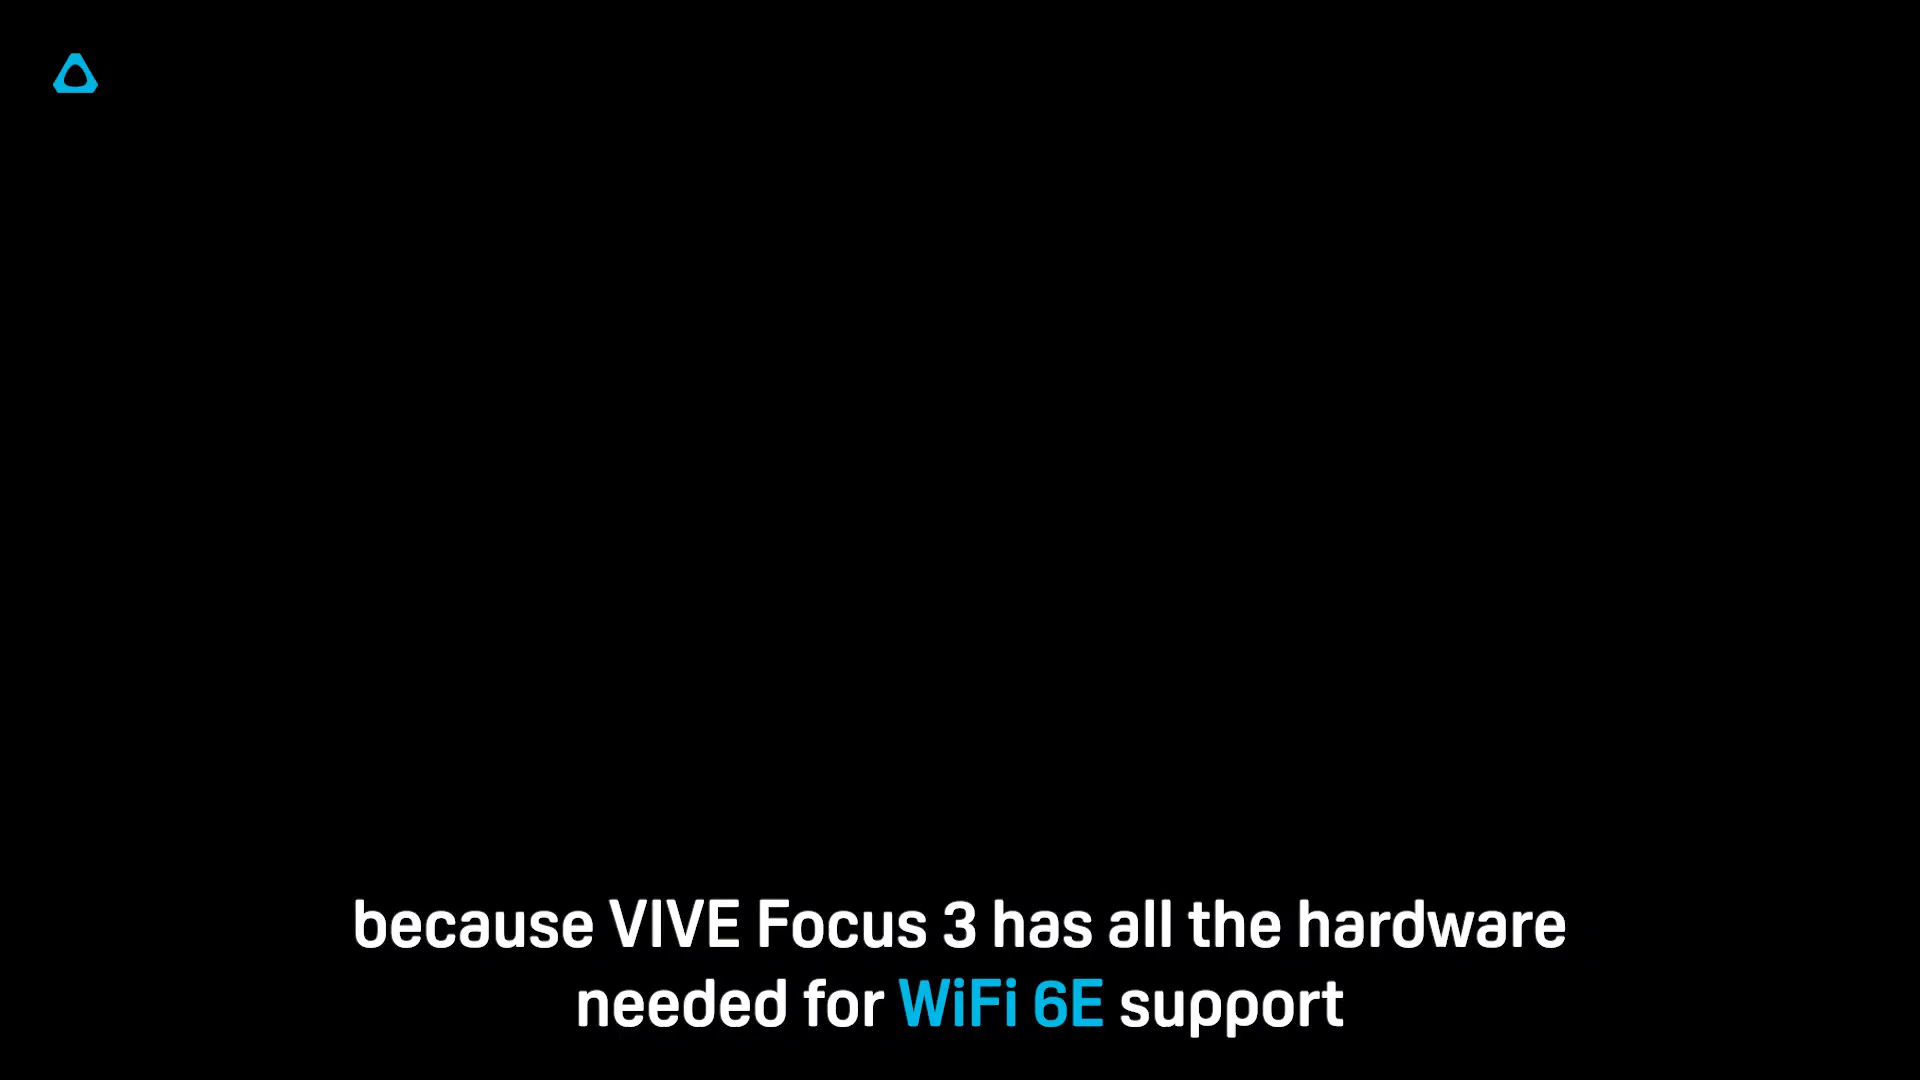 because VIVE Focus 3 has all the hardware
needed for WiFi 6E support